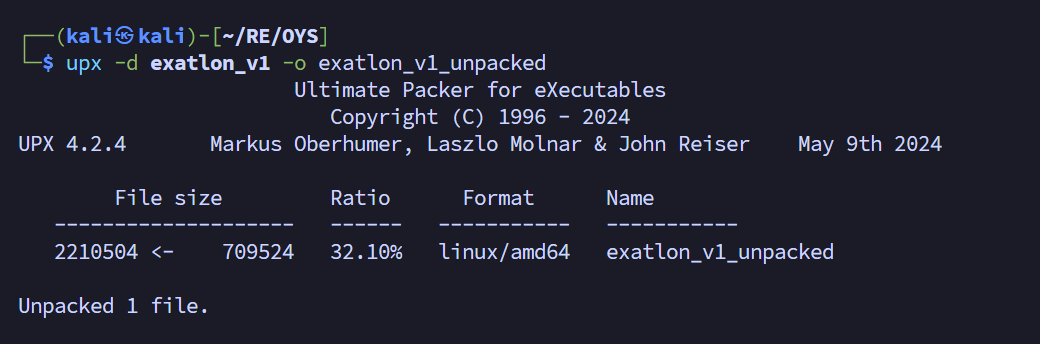 ┌──(kali㉿kali)-[~/RE/OYS]
└─$ upx -d exatlon_v1 -o exatlon_v1_unpacked
                       Ultimate Packer for eXecutables
                          Copyright (C) 1996 - 2024
UPX 4.2.4       Markus Oberhumer, Laszlo Molnar & John Reiser    May 9th 2024

        File size         Ratio      Format      Name
   --------------------   ------   -----------   -----------
   2210504 <-    709524   32.10%   linux/amd64   exatlon_v1_unpacked

Unpacked 1 file.